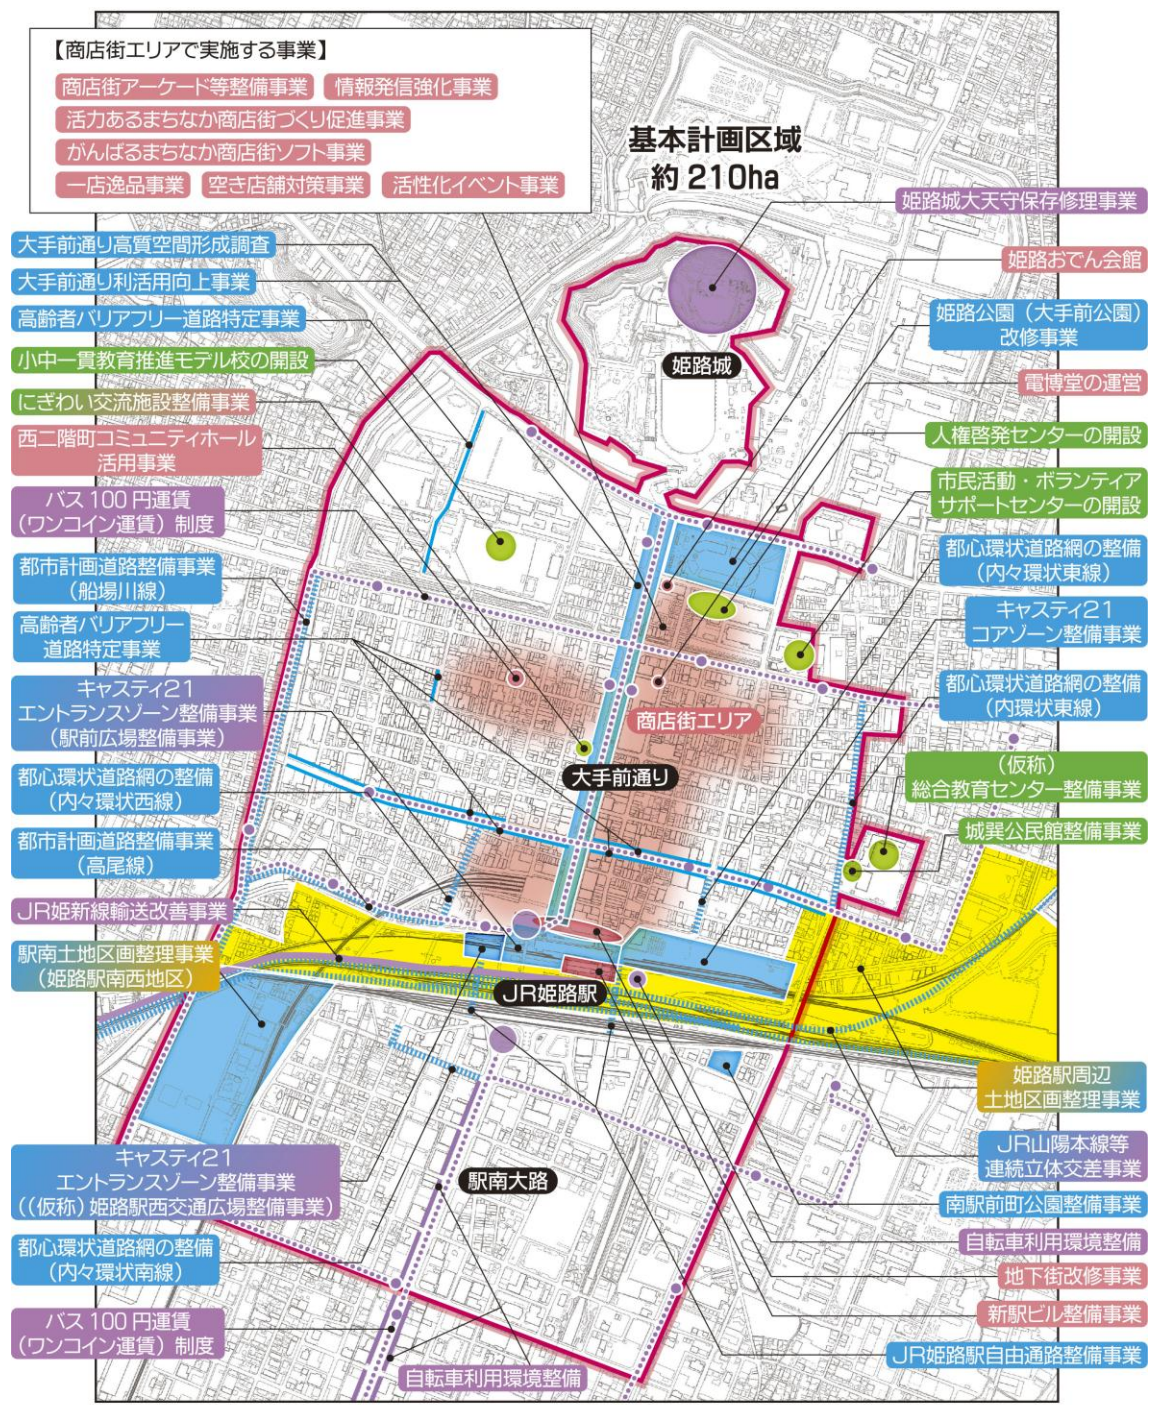 【商店街エリアで実施する事業】
商店街アーケード等整備事業 情報発信強化事業
活力あるまちなか商店街づくり促進事業
がんばるまちなか商店街ソフト事業
一店逸品事業 空き店舗対策事業 活性化イベント事業
基本計画区域
約210ha
大手前通り高質空間形成調査
大手前通り利活用向上事業
高齢者バリアフリー道路特定事業
小中一貫教育推進モデル校の開設
にぎわい交流施設整備事業
西二階町コミュニティホール
活用事業
バス100円運賃
(ワンコイン運賃)制度
都市計画道路整備事業
(船場川線)
高齢者バリアフリー
道路特定事業
キャスティ21
エントランスゾーン整備事業
(駅前広場整備事業)
都心環状道路網の整備
(内々環状西線)
都市計画道路整備事業
(高尾線)
JR姫新線輸送改善事業
駅南土地区画整理事業
(姫路駅南西地区)
キャスティ21
エントランスゾーン整備事業
((仮称)姫路駅西交通広場整備事業)
都心環状道路網の整備
(内々環状南線)
バス100円運賃
(ワンコイン運賃)制度
自転車利用環境整備
姫路城
商店街エリア
大手前通り
JR姫路駅
駅南大路
姫路城大天守保存修理事業
姫路おでん会館
姫路公園(大手前公園)
改修事業
電博堂の運営
人権啓発センターの開設
市民活動・ボランティア
サポートセンターの開設
都心環状道路網の整備
(内々環状東線)
キャスティ21
コアゾーン整備事業
都心環状道路網の整備
(内環状東線)
(仮称)
総合教育センター整備事業
城巽公民館整備事業
姫路駅周辺
土地区画整理事業
JR山陽本線等
連続立体交差事業
南駅前町公園整備事業
自転車利用環境整備
地下街改修事業
新駅ビル整備事業
JR姫路駅自由通路整備事業